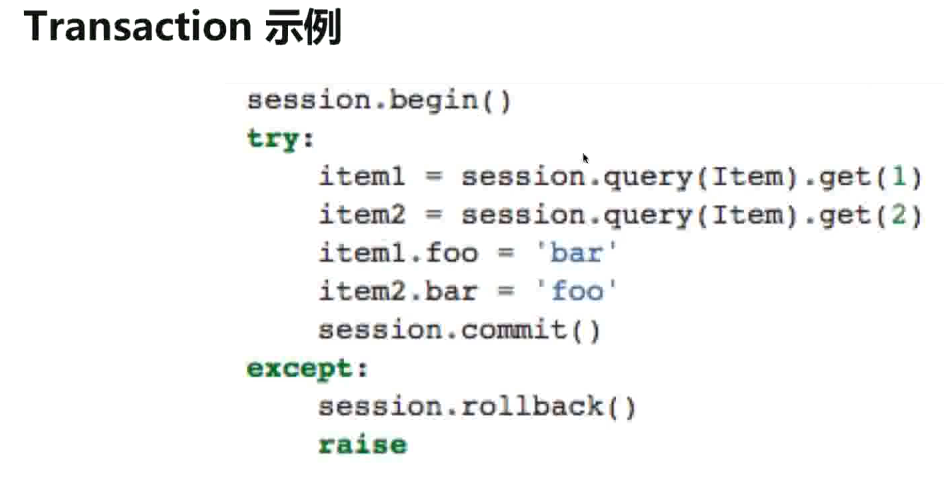 Transaction 示例
session.begin()
try:
    item1 = session.query(Item).get(1)
    item2 = session.query(Item).get(2)
    item1.foo = 'bar'
    item2.bar = 'foo'
    session.commit()
except:
    session.rollback()
    raise